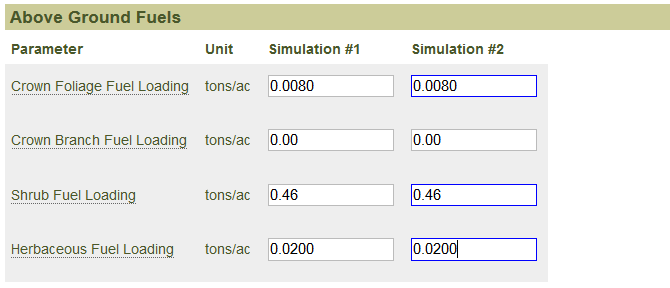 Above Ground Fuels
Parameter Unit Simulation #1 Simulation #2
Crown Foliage Fuel Loading tons/ac 0.0080 0.0080
Crown Branch Fuel Loading tons/ac 0.00 0.00
Shrub Fuel Loading tons/ac 0.46 0.46
Herbaceous Fuel Loading tons/ac 0.0200 0.0200